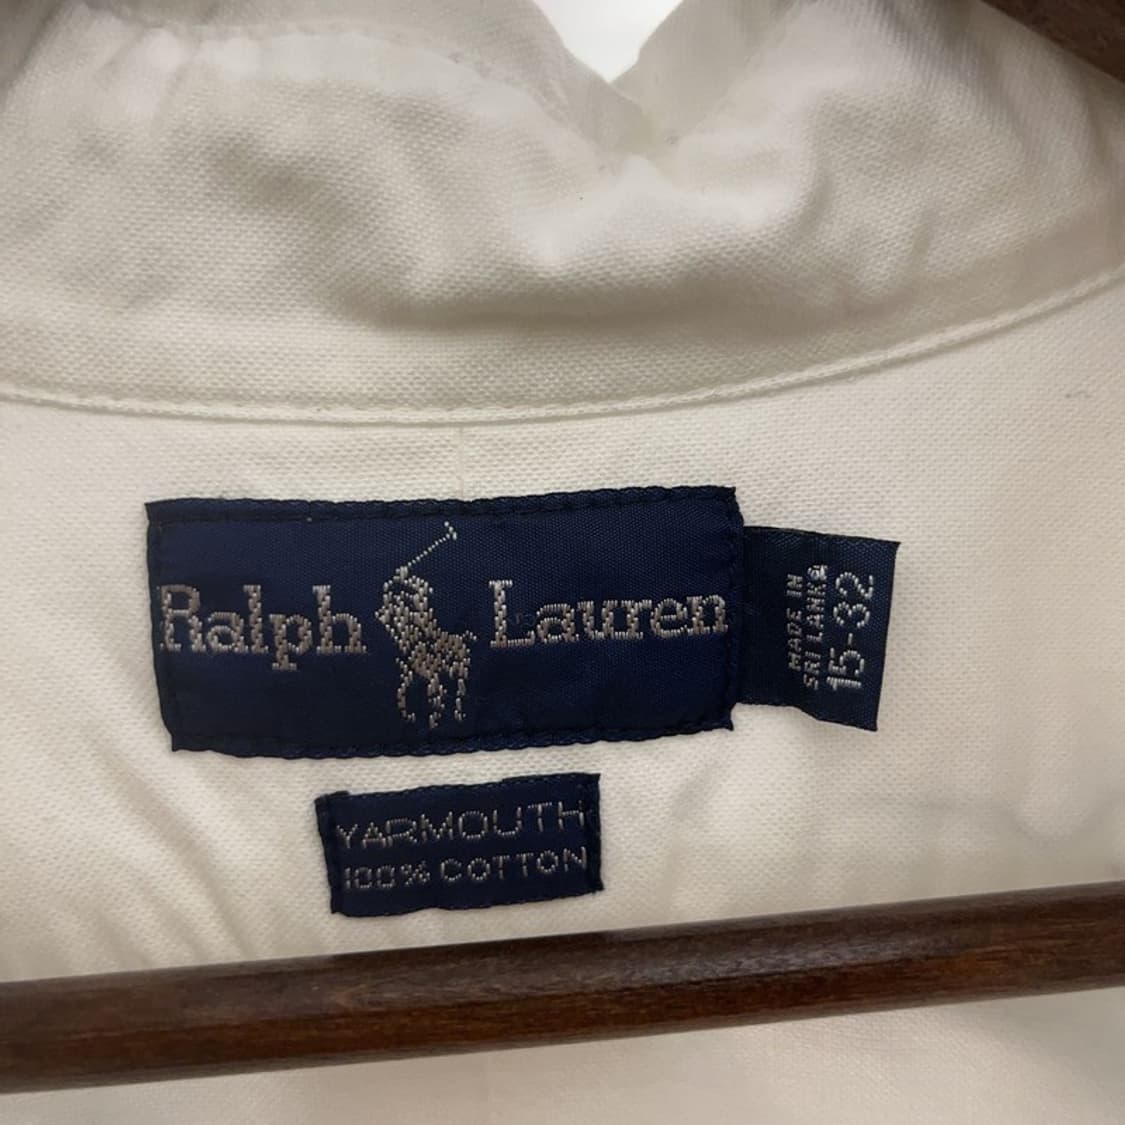 Ralph Lauren
MADE IN
SRI LANKA
15-32
YARMOUTH
100% COTTON